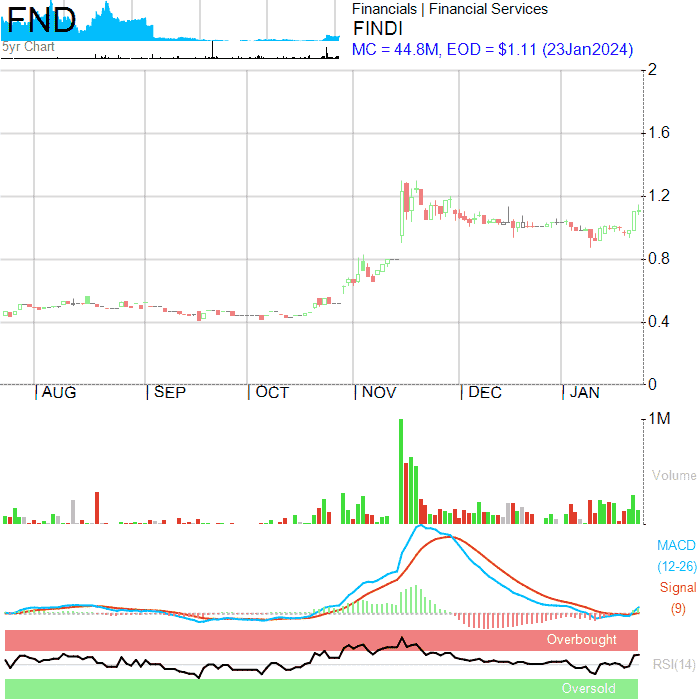 FND
5yr Chart
Financials | Financial Services
FINDI
MC = 44.8M, EOD = $1.11 (23Jan2024)
2
1.6
1.2
0.8
0.4
0
AUG SEP OCT NOV DEC JAN
1M
Volume
MACD
(12-26)
Signal
(9)
Overbought
RSI(14)
Oversold